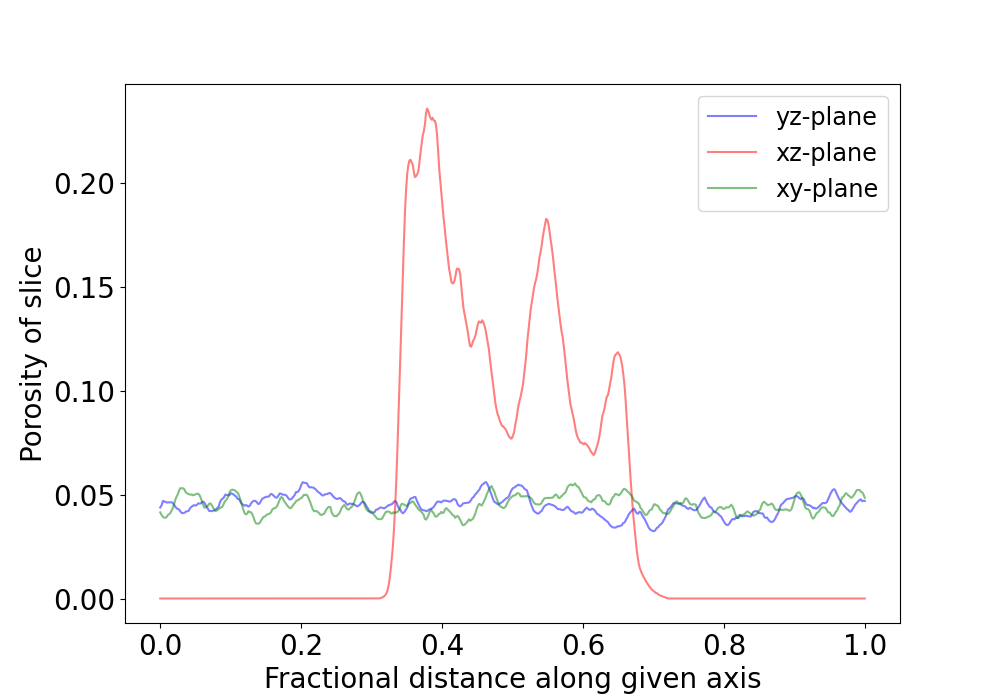 yz-plane
xz-plane
xy-plane
0.20
0.15
0.10
0.05
0.00
Porosity of slice
0.0 0.2 0.4 0.6 0.8 1.0
Fractional distance along given axis